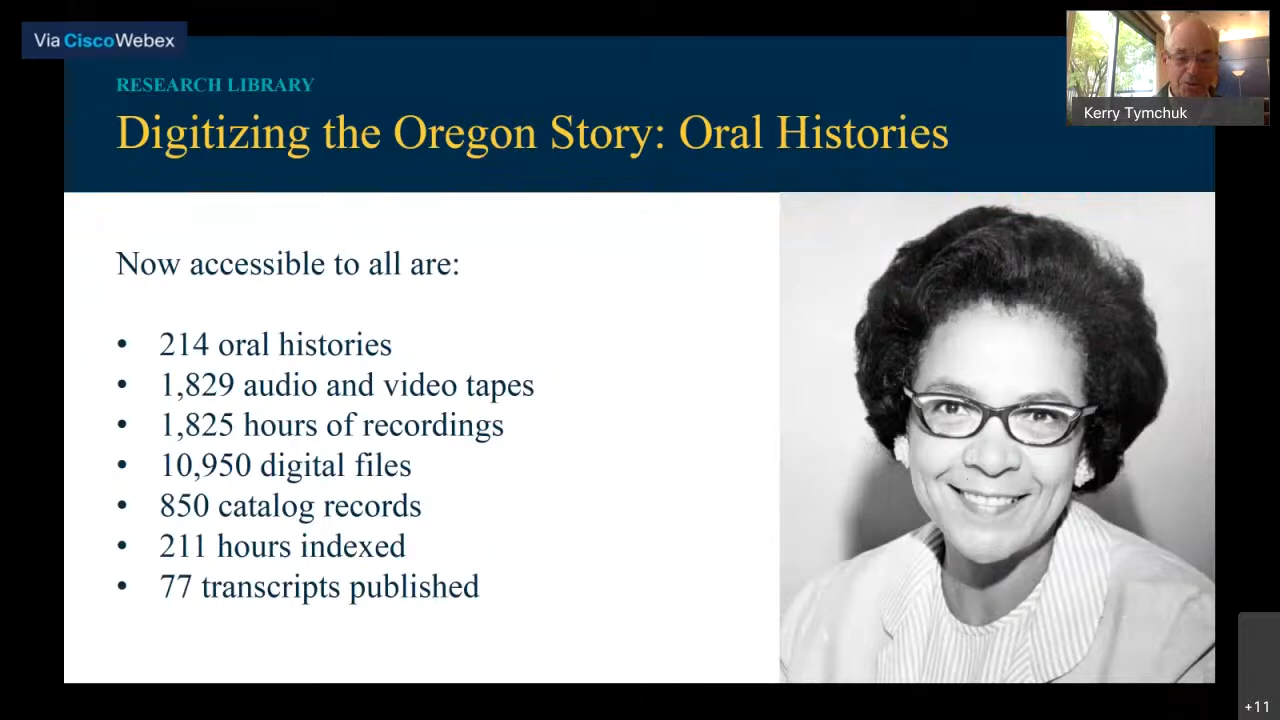 Via Cisco Webex
RESEARCH LIBRARY
Digitizing the Oregon Story: Oral Histories
Kerry Tymchuk
Now accessible to all are:
• 214 oral histories
• 1,829 audio and video tapes
• 1,825 hours of recordings
• 10,950 digital files
• 850 catalog records
• 211 hours indexed
• 77 transcripts published
+11